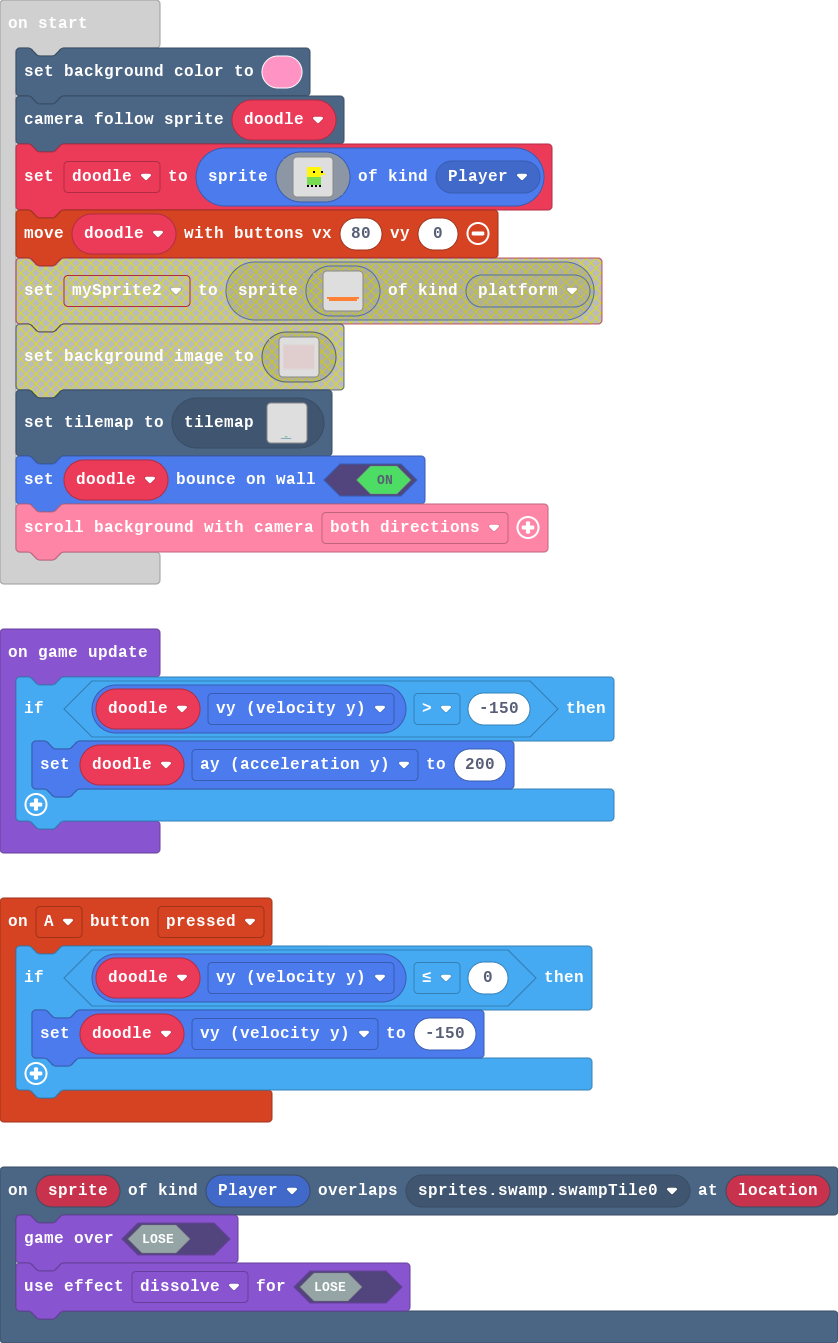 on start
set background color to
camera follow sprite doodle
set doodle to sprite of kind Player
move doodle with buttons vx 80 vy 0
set mySprite2 to sprite of kind platform
set background image to
set tilemap to tilemap
set doodle bounce on wall ON
scroll background with camera both directions
on game update
if doodle vy (velocity y) > -150 then
set doodle ay (acceleration y) to 200
on A button pressed
if doodle vy (velocity y) ≤ 0 then
set doodle vy (velocity y) to -150
on sprite of kind Player overlaps sprites.swamp.swampTile0 at location
game over LOSE
use effect dissolve for LOSE